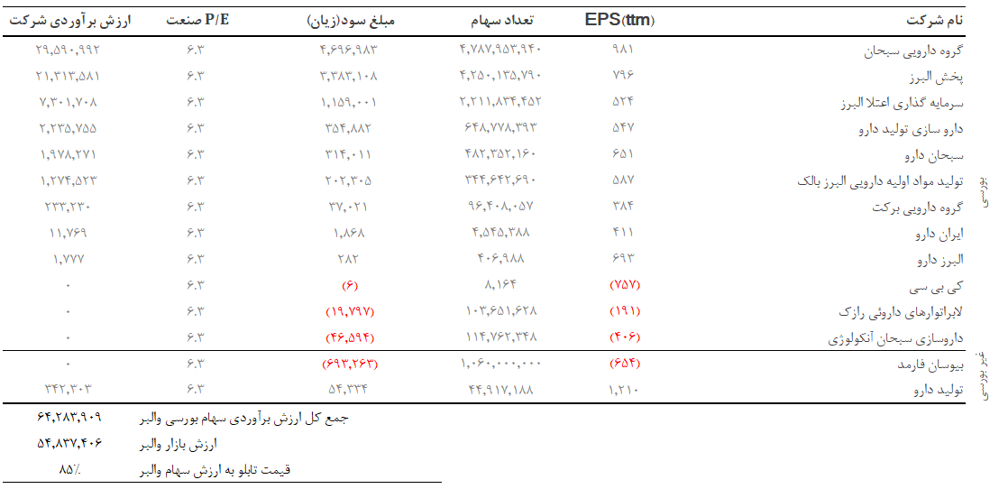 نام شرکت EPS(ttm) تعداد سهام مبلغ سود(زیان) P/E صنعت ارزش برآوردی شرکت
بورسی
گروه دارویی سبحان ۹۸۱ ۴,۷۸۷,۹۵۳,۹۴۰ ۴,۶۹۶,۹۸۳ ۶.۳ ۲۹,۵۹۰,۹۹۲
پخش البرز ۷۹۶ ۴,۲۵۰,۱۳۵,۷۹۰ ۳,۳۸۳,۱۰۸ ۶.۳ ۲۱,۳۱۳,۵۸۱
سرمایه گذاری اعتلا البرز ۵۲۴ ۲,۲۱۱,۸۳۴,۴۵۲ ۱,۱۵۹,۰۰۱ ۶.۳ ۷,۳۰۱,۷۰۸
دارو سازی تولید دارو ۵۴۷ ۶۴۸,۷۷۸,۳۹۳ ۳۵۴,۸۸۲ ۶.۳ ۲,۲۳۵,۷۵۵
سبحان دارو ۶۵۱ ۴۸۲,۳۵۲,۱۶۰ ۳۱۴,۰۱۱ ۶.۳ ۱,۹۷۸,۲۷۱
تولید مواد اولیه دارویی البرز بالک ۵۸۷ ۳۴۴,۶۴۲,۶۹۰ ۲۰۲,۳۰۵ ۶.۳ ۱,۲۷۴,۵۲۳
گروه دارویی برکت ۳۸۴ ۹۶,۴۰۸,۰۵۷ ۳۷,۰۲۱ ۶.۳ ۲۳۳,۲۳۰
ایران دارو ۴۱۱ ۴,۵۴۵,۳۸۸ ۱,۸۶۸ ۶.۳ ۱۱,۷۶۹
البرز دارو ۶۹۳ ۴۰۶,۹۸۸ ۲۸۲ ۶.۳ ۱,۷۷۷
کی بی سی (۷۵۷) ۸,۱۶۴ (۶) ۶.۳ ۰
لابراتوارهای داروئی رازک (۱۹۱) ۱۰۳,۶۵۱,۶۲۸ (۱۹,۷۹۷) ۶.۳ ۰
داروسازی سبحان آنکولوژی (۴۰۶) ۱۱۴,۷۶۲,۳۴۸ (۴۶,۵۹۴) ۶.۳ ۰
غیر بورسی
بیوسان فارمد (۶۵۴) ۱,۰۶۰,۰۰۰,۰۰۰ (۶۹۳,۲۶۳) ۶.۳ ۰
تولید دارو ۱,۲۱۰ ۴۴,۹۱۷,۱۸۸ ۵۴,۳۳۴ ۶.۳ ۳۴۲,۳۰۳
جمع کل ارزش برآوردی سهام بورسی والبر ۶۴,۲۸۳,۹۰۹
ارزش بازار والبر ۵۴,۸۳۷,۴۰۶
قیمت تابلو به ارزش سهام والبر ۸۵٪